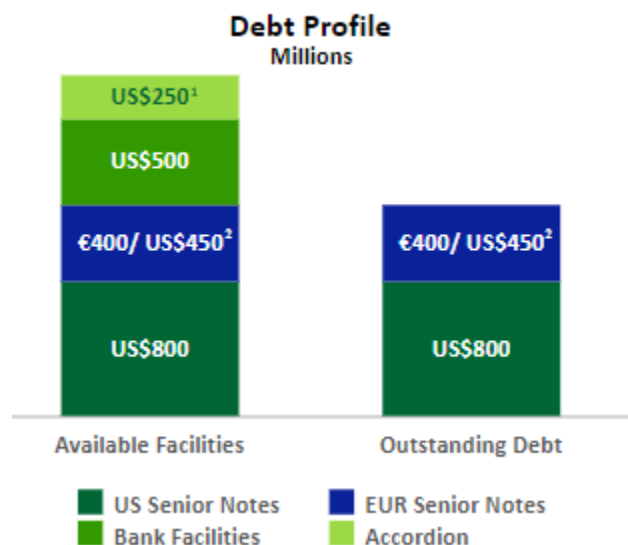 Debt Profile
Millions
US$250¹
US$500
€400/ US$450²
€400/ US$450²
US$800
US$800
Available Facilities
Outstanding Debt
US Senior Notes
EUR Senior Notes
Bank Facilities
Accordion